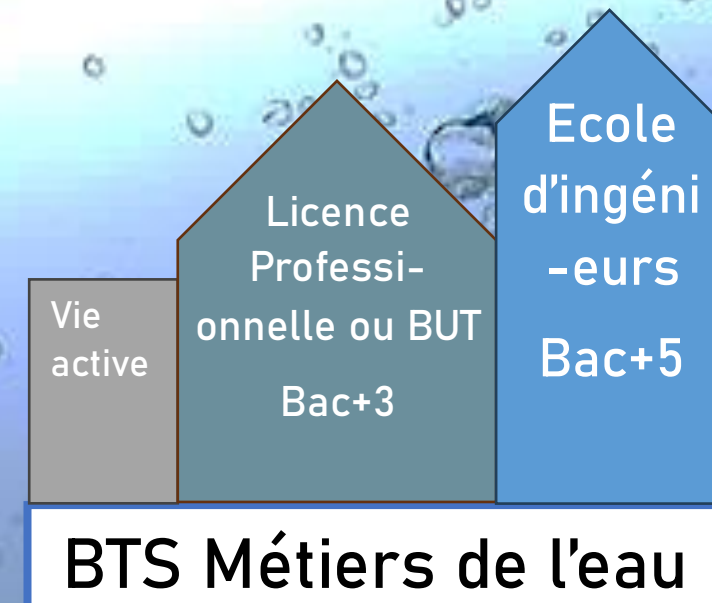 Vie
active
Licence
Professi-
onnelle ou BUT
Bac+3
Ecole
d'ingéni
-eurs
Bac+5
BTS Métiers de l'eau